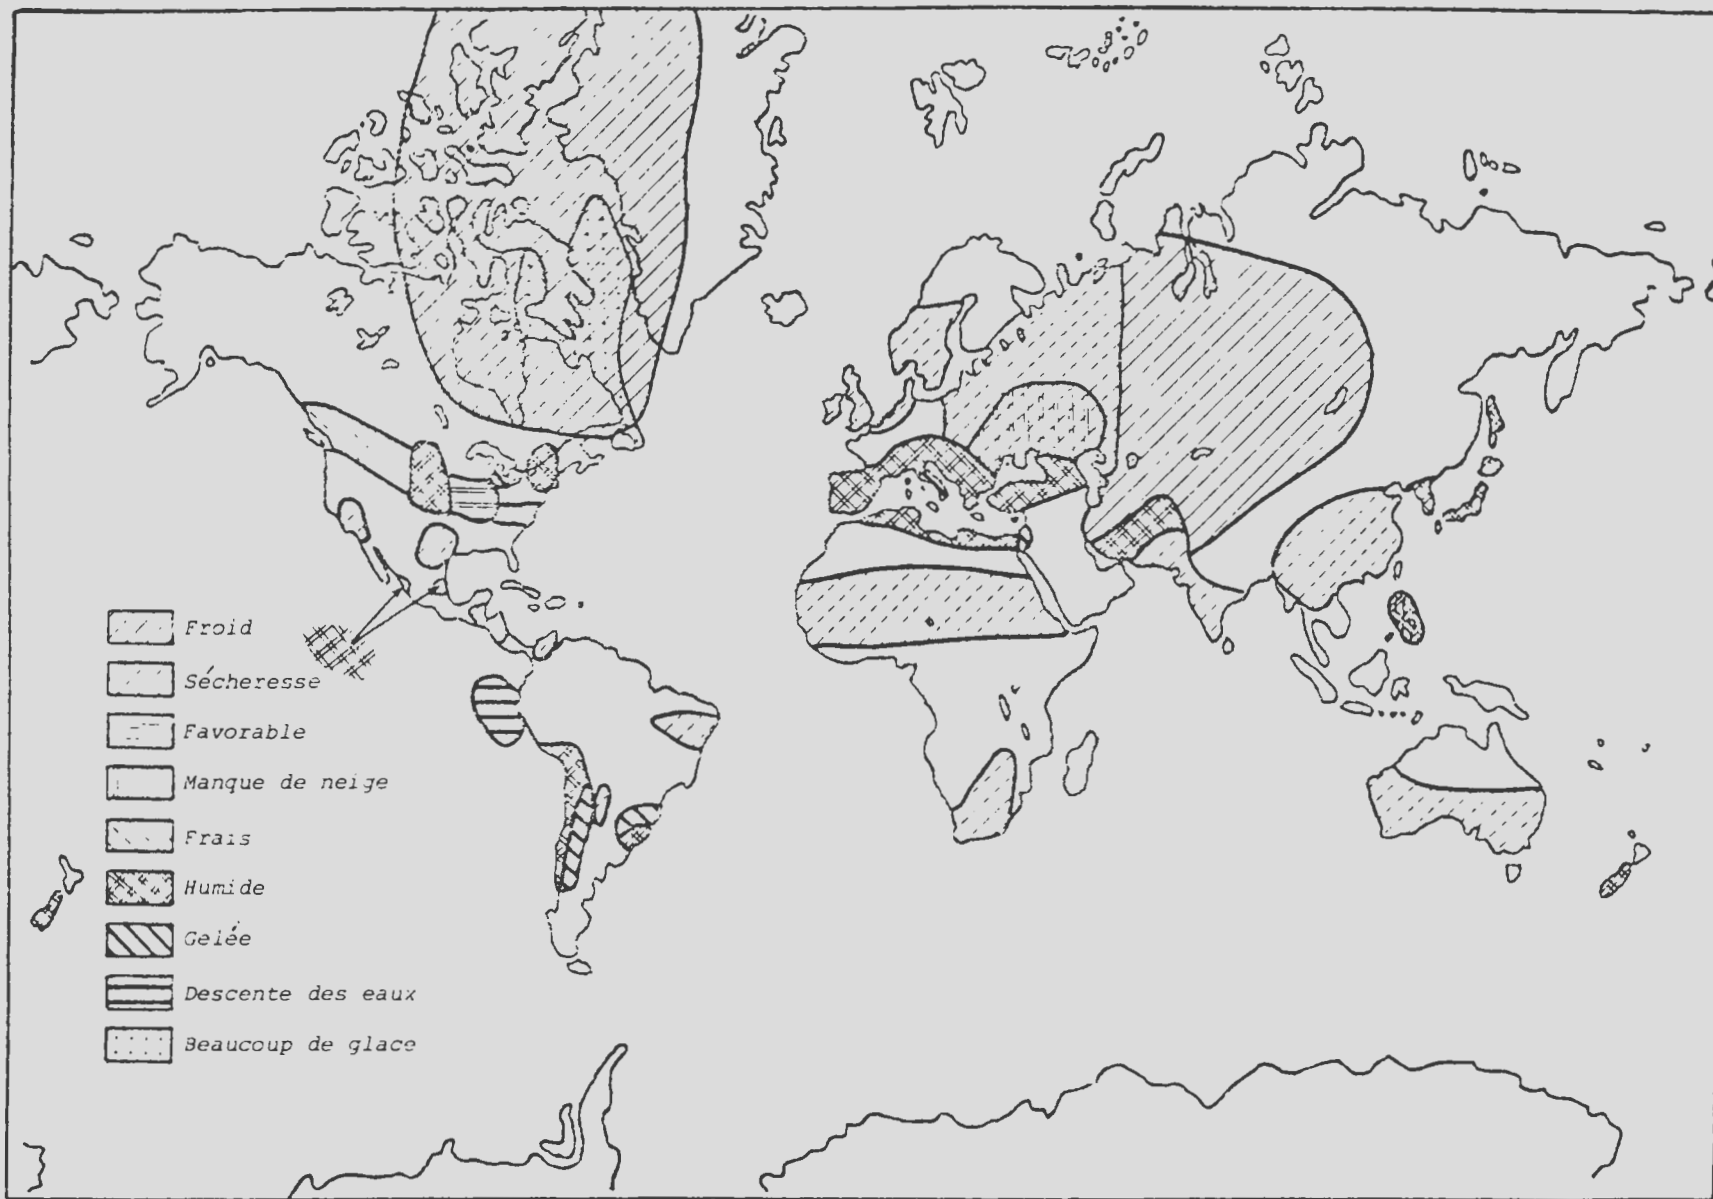 Froid
Sécheresse
Favorable
Manque de neige
Frais
Humide
Gelée
Descente des eaux
Beaucoup de glace